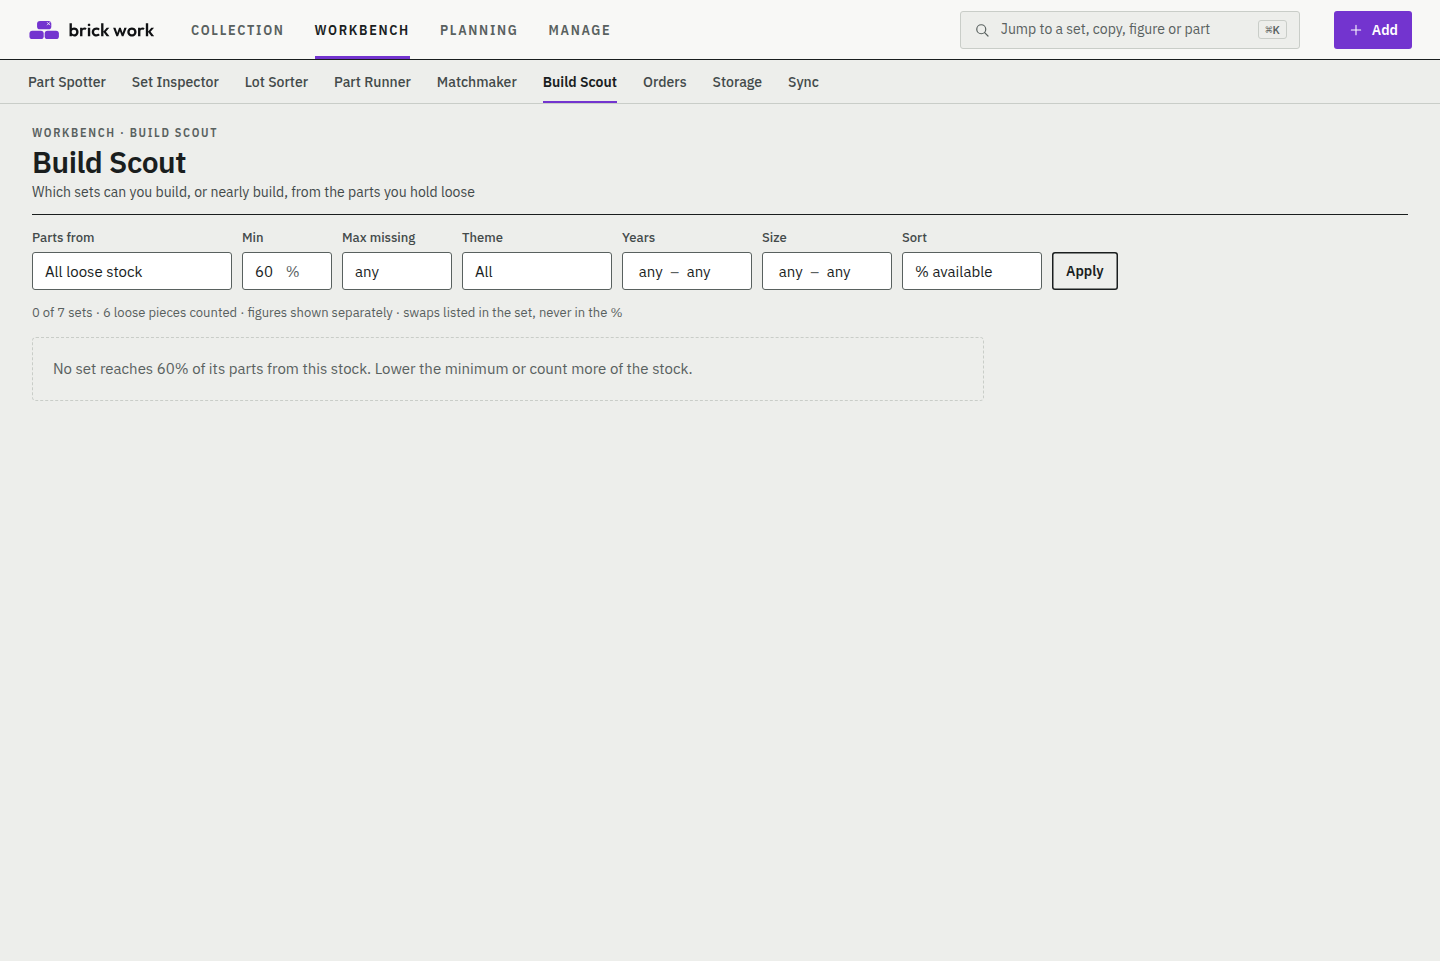 brick work COLLECTION WORKBENCH PLANNING MANAGE Jump to a set, copy, figure or part ⌘K + Add
Part Spotter Set Inspector Lot Sorter Part Runner Matchmaker Build Scout Orders Storage Sync
WORKBENCH · BUILD SCOUT
Build Scout
Which sets can you build, or nearly build, from the parts you hold loose
Parts from Min Max missing Theme Years Size Sort
All loose stock 60 % any All any – any any – any % available Apply
0 of 7 sets · 6 loose pieces counted · figures shown separately · swaps listed in the set, never in the %
No set reaches 60% of its parts from this stock. Lower the minimum or count more of the stock.